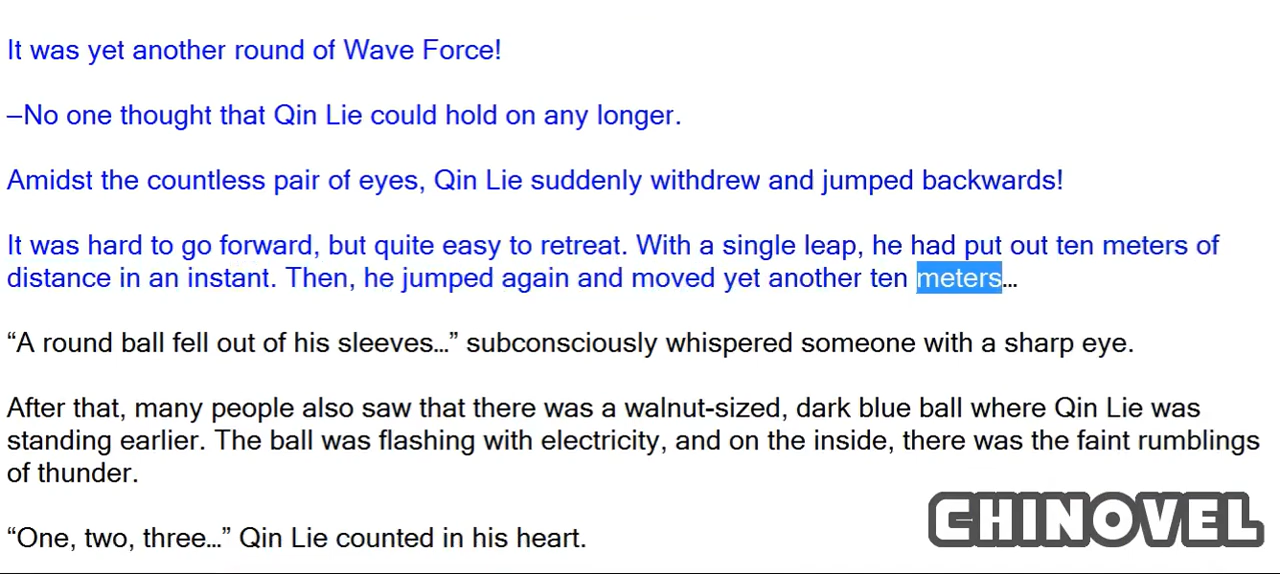 It was yet another round of Wave Force!
–No one thought that Qin Lie could hold on any longer.
Amidst the countless pair of eyes, Qin Lie suddenly withdrew and jumped backwards!
It was hard to go forward, but quite easy to retreat. With a single leap, he had put out ten meters of
distance in an instant. Then, he jumped again and moved yet another ten meters…
“A round ball fell out of his sleeves…” subconsciously whispered someone with a sharp eye.
After that, many people also saw that there was a walnut-sized, dark blue ball where Qin Lie was
standing earlier. The ball was flashing with electricity, and on the inside, there was the faint rumblings
of thunder.
“One, two, three…” Qin Lie counted in his heart.
CHINOVEL